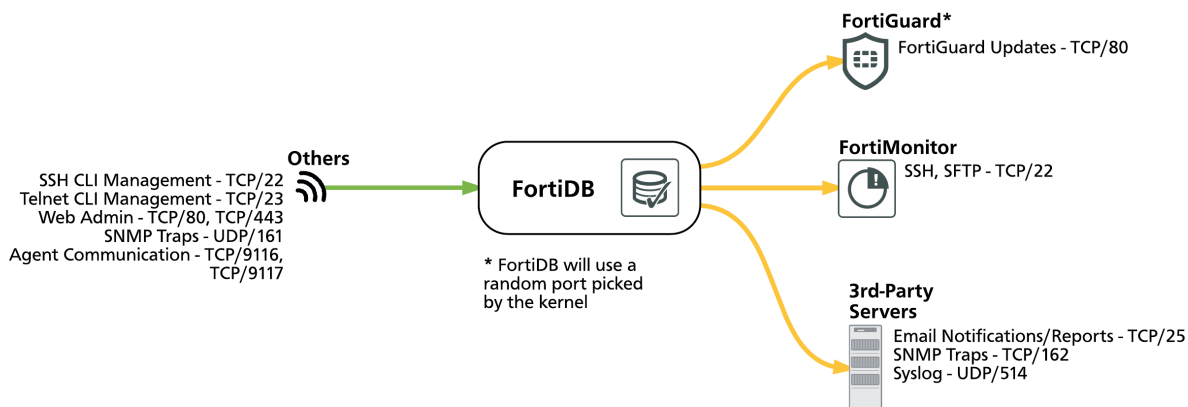 FortiGuard*
FortiGuard Updates - TCP/80
FortiMonitor
SSH, SFTP - TCP/22
Others
SSH CLI Management - TCP/22
Telnet CLI Management - TCP/23
Web Admin - TCP/80, TCP/443
SNMP Traps - UDP/161
Agent Communication - TCP/9116,
TCP/9117
FortiDB
* FortiDB will use a
random port picked
by the kernel
3rd-Party
Servers
Email Notifications/Reports - TCP/25
SNMP Traps - TCP/162
Syslog - UDP/514